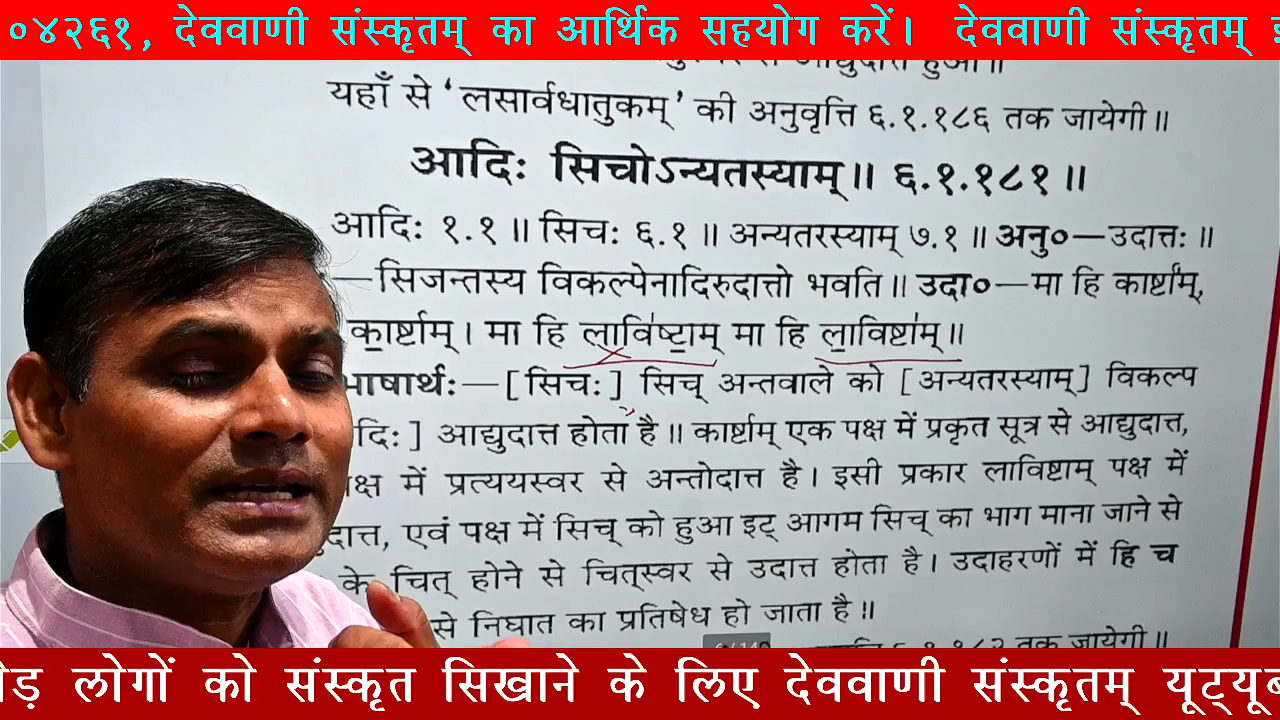 ०४२६१, देववाणी संस्कृतम् का आर्थिक सहयोग करें। देववाणी संस्कृतम्
यहाँ से ‘लसार्वधातुकम्’ की अनुवृत्ति ६.१.१८६ तक जायेगी॥
आदिः सिचोऽन्यतस्याम्॥ ६.१.१८१॥
आदिः १.१॥ सिचः ६.१॥ अन्यतरस्याम् ७.१॥ अनु०—उदात्तः॥
—सिजन्तस्य विकल्पेनादिरुदात्तो भवति॥ उदा०—मा हि कार्ष्टा॑म्,
का॒र्ष्टाम्। मा हि लावि॑ष्टा॒म् मा हि ला॒विष्टा॑म्॥
भाषार्थः—[सिचः] सिच् अन्तवाले को [अन्यतरस्याम्] विकल्प
दिः] आद्युदात्त होता है॥ कार्ष्टाम् एक पक्ष में प्रकृत सूत्र से आद्युदात्त,
में प्रत्ययस्वर से अन्तोदात्त है। इसी प्रकार लाविष्टाम् पक्ष में
एवं पक्ष में सिच् को हुआ इट् आगम सिच् का भाग माना जाने से
के चित् होने से चित्स्वर से उदात्त होता है। उदाहरणों में हि च
से निघात का प्रतिषेध हो जाता है॥
तक जायेगी॥
लोगों को संस्कृत सिखाने के लिए देववाणी संस्कृतम् यूट्यूब